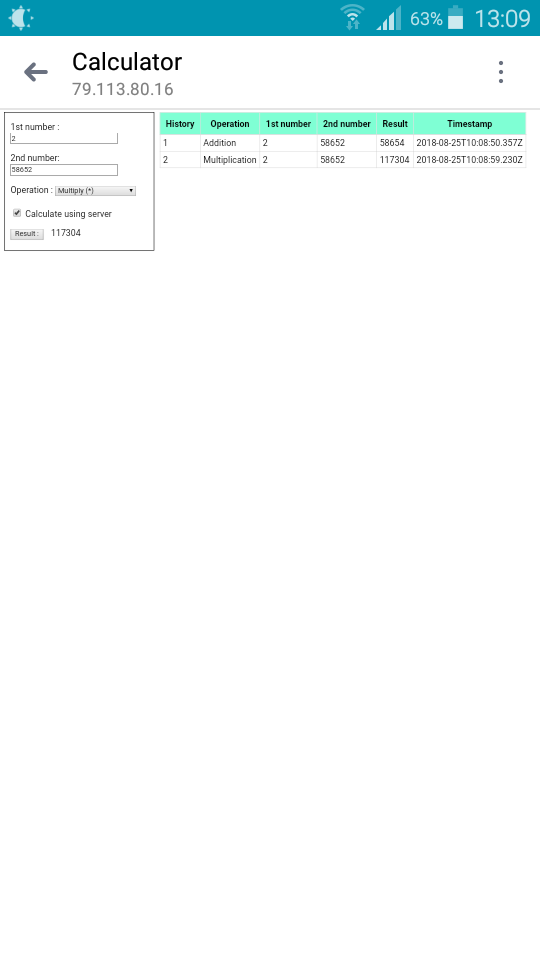 63% 13:09
Calculator
79.113.80.16
1st number :
2
2nd number:
58652
Operation : Multiply (*)
Calculate using server
Result : 117304
History Operation 1st number 2nd number Result Timestamp
1 Addition 2 58652 58654 2018-08-25T10:08:50.357Z
2 Multiplication 2 58652 117304 2018-08-25T10:08:59.230Z